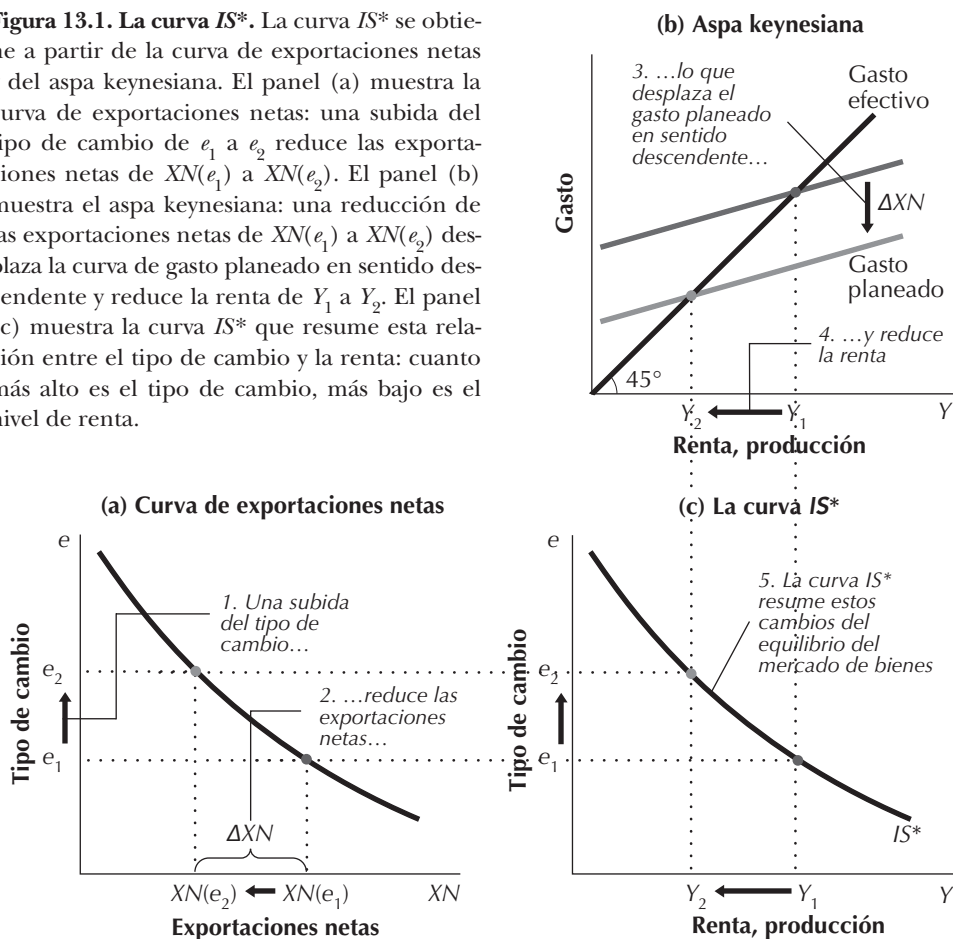 Figura 13.1. La curva IS*. La curva IS* se obtie-
ne a partir de la curva de exportaciones netas
del aspa keynesiana. El panel (a) muestra la
curva de exportaciones netas: una subida del
tipo de cambio de e₁ a e₂ reduce las exporta-
ciones netas de XN(e₁) a XN(e₂). El panel (b)
muestra el aspa keynesiana: una reducción de
las exportaciones netas de XN(e₁) a XN(e₂) des-
plaza la curva de gasto planeado en sentido des-
cendente y reduce la renta de Y₁ a Y₂. El panel
(c) muestra la curva IS* que resume esta rela-
ción entre el tipo de cambio y la renta: cuanto
más alto es el tipo de cambio, más bajo es el
nivel de renta.
(b) Aspa keynesiana
Gasto
3. …lo que
desplaza el
gasto planeado
en sentido
descendente…
Gasto
efectivo
ΔXN
Gasto
planeado
4. …y reduce
la renta
45°
Y₂
Y₁
Y
Renta, producción
(a) Curva de exportaciones netas
e
Tipo de cambio
1. Una subida
del tipo de
cambio…
e₂
2. …reduce las
exportaciones
netas…
e₁
ΔXN
XN(e₂)
XN(e₁)
XN
Exportaciones netas
(c) La curva IS*
e
Tipo de cambio
5. La curva IS*
resume estos
cambios del
equilibrio del
mercado de bienes
e₂
e₁
IS*
Y₂
Y₁
Y
Renta, producción